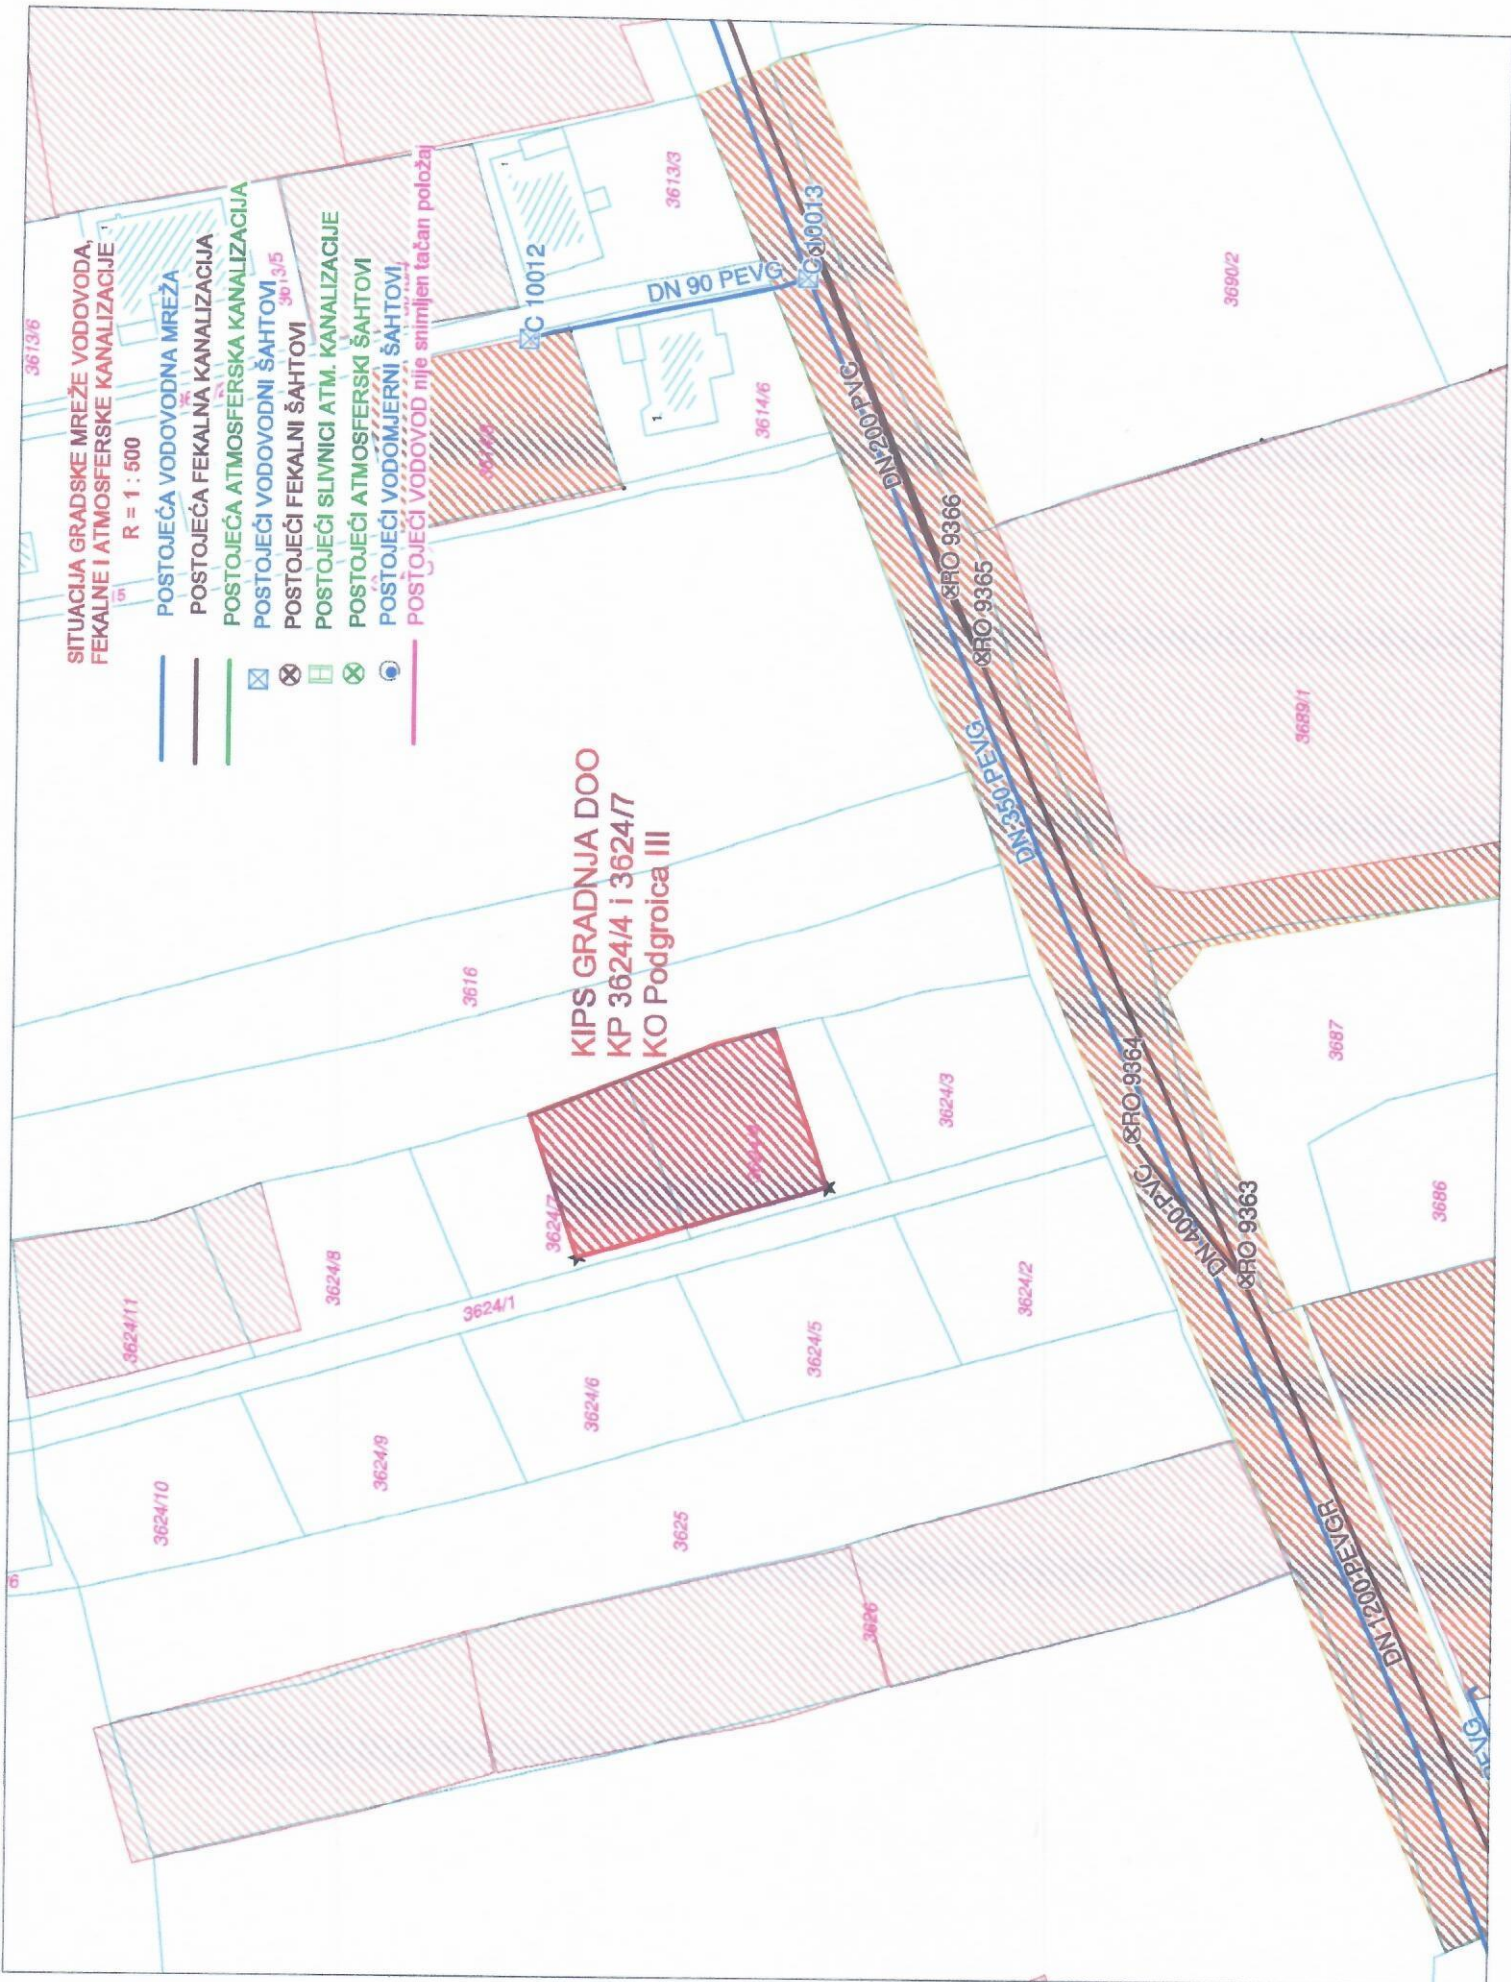 SITUACIJA GRADSKE MREŽE VODOVODA,
FEKALNE I ATMOSFERSKE KANALIZACIJE
R = 1 : 500
POSTOJEĆA VODOVODNA MREŽA
POSTOJEĆA FEKALNA KANALIZACIJA
POSTOJEĆA ATMOSFERSKA KANALIZACIJA
POSTOJEĆI VODOVODNI ŠAHTOVI
POSTOJEĆI FEKALNI ŠAHTOVI
POSTOJEĆI SLIVNICI ATM. KANALIZACIJE
POSTOJEĆI ATMOSFERSKI ŠAHTOVI
POSTOJEĆI VODOMJERNI ŠAHTOVI
POSTOJEĆI VODOVOD nije snimljen tačan položaj
KIPS GRADNJA DOO
KP 3624/4 i 3624/7
KO Podgroica III
3613/6
3613/5
3613/3
3614/6
3616
3624/11
3624/8
3624/7
3624/1
3624/3
3624/10
3624/9
3624/6
3624/5
3624/2
3625
3626
3690/2
3689/1
3687
3686
1
1
1
C 10012
DN 90 PEVG
DN 200 PVC
RO 9366
RO 9365
DN 350 PEVG
RO 9364
DN 400 PVC
RO 9363
DN 1200 PEVGR